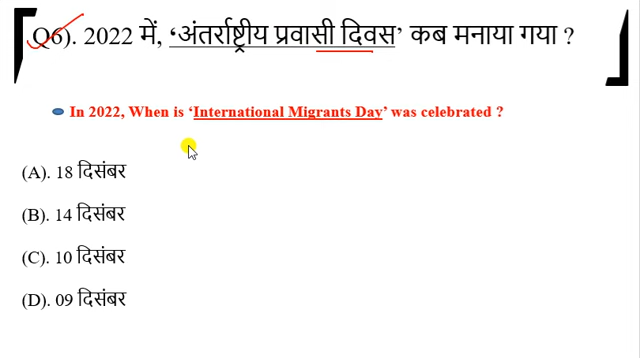 Q6). 2022 में, ‘अंतर्राष्ट्रीय प्रवासी दिवस’ कब मनाया गया ?
In 2022, When is ‘International Migrants Day’ was celebrated ?
(A). 18 दिसंबर
(B). 14 दिसंबर
(C). 10 दिसंबर
(D). 09 दिसंबर